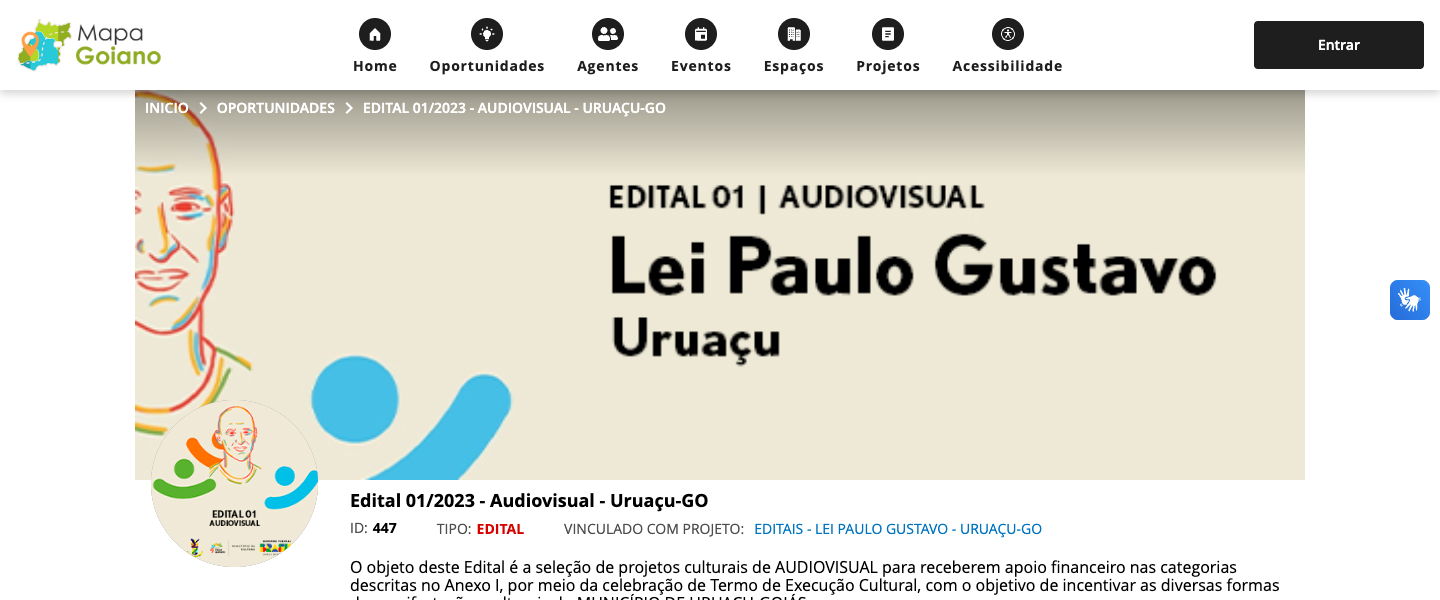 Mapa
Goiano
Home
Oportunidades
Agentes
Eventos
Espaços
Projetos
Acessibilidade
Entrar
INICIO
OPORTUNIDADES
EDITAL 01/2023 - AUDIOVISUAL - URUAÇU-GO
EDITAL 01 | AUDIOVISUAL
Lei Paulo Gustavo
Uruaçu
EDITAL 01
AUDIOVISUAL
Edital 01/2023 - Audiovisual - Uruaçu-GO
ID: 447 TIPO: EDITAL VINCULADO COM PROJETO: EDITAIS - LEI PAULO GUSTAVO - URUAÇU-GO
O objeto deste Edital é a seleção de projetos culturais de AUDIOVISUAL para receberem apoio financeiro nas categorias
descritas no Anexo I, por meio da celebração de Termo de Execução Cultural, com o objetivo de incentivar as diversas formas